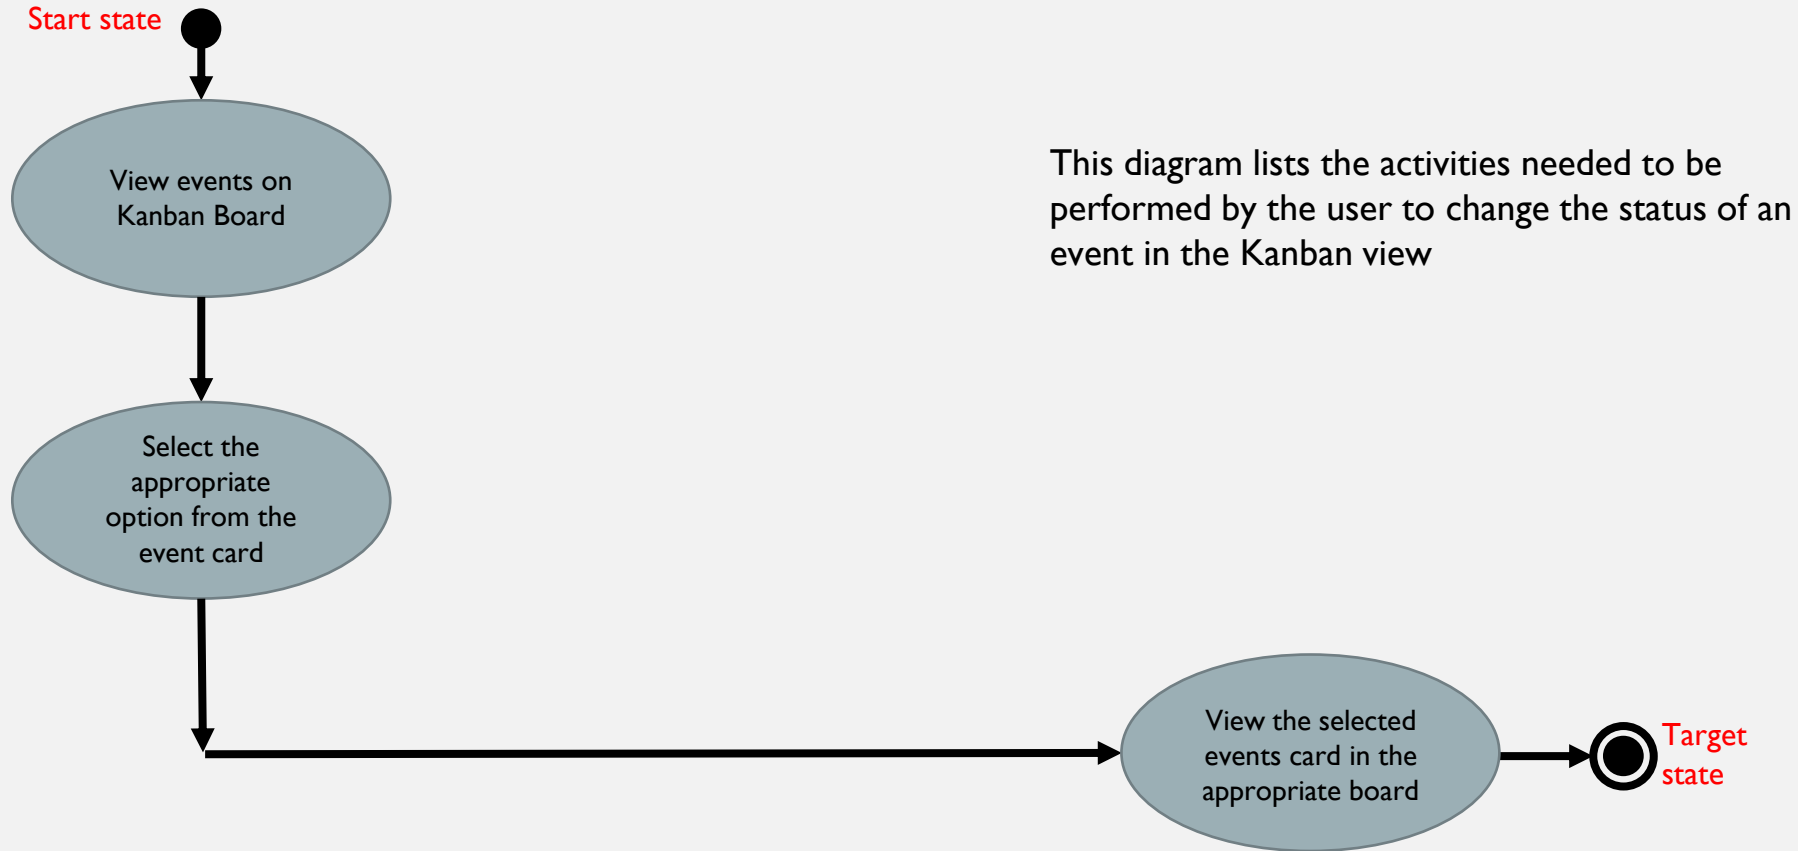 Start state
View events on
Kanban Board
This diagram lists the activities needed to be
performed by the user to change the status of an
event in the Kanban view
Select the
appropriate
option from the
event card
View the selected
events card in the
appropriate board
Target
state